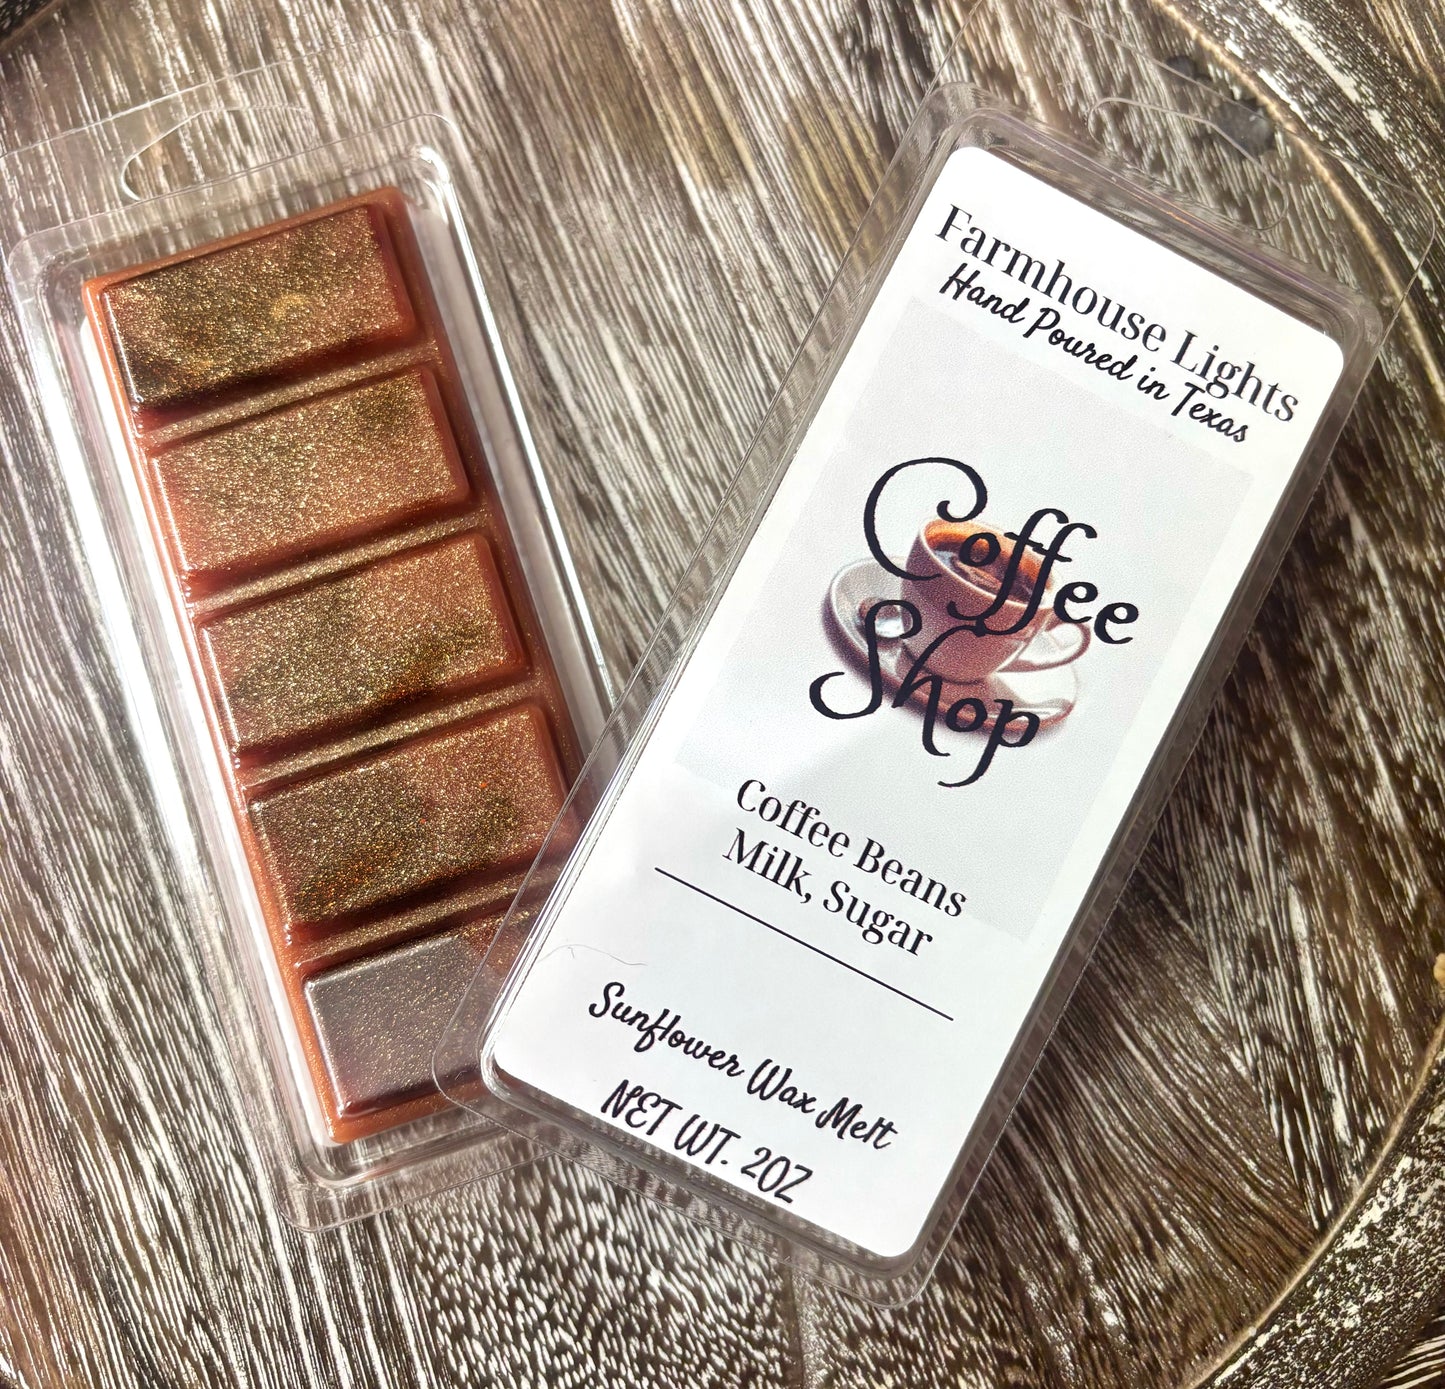 Farmhouse Lights
Hand Poured in Texas
Coffee
Shop
Coffee Beans
Milk, Sugar
Sunflower Wax Melt
NET WT. 2OZ